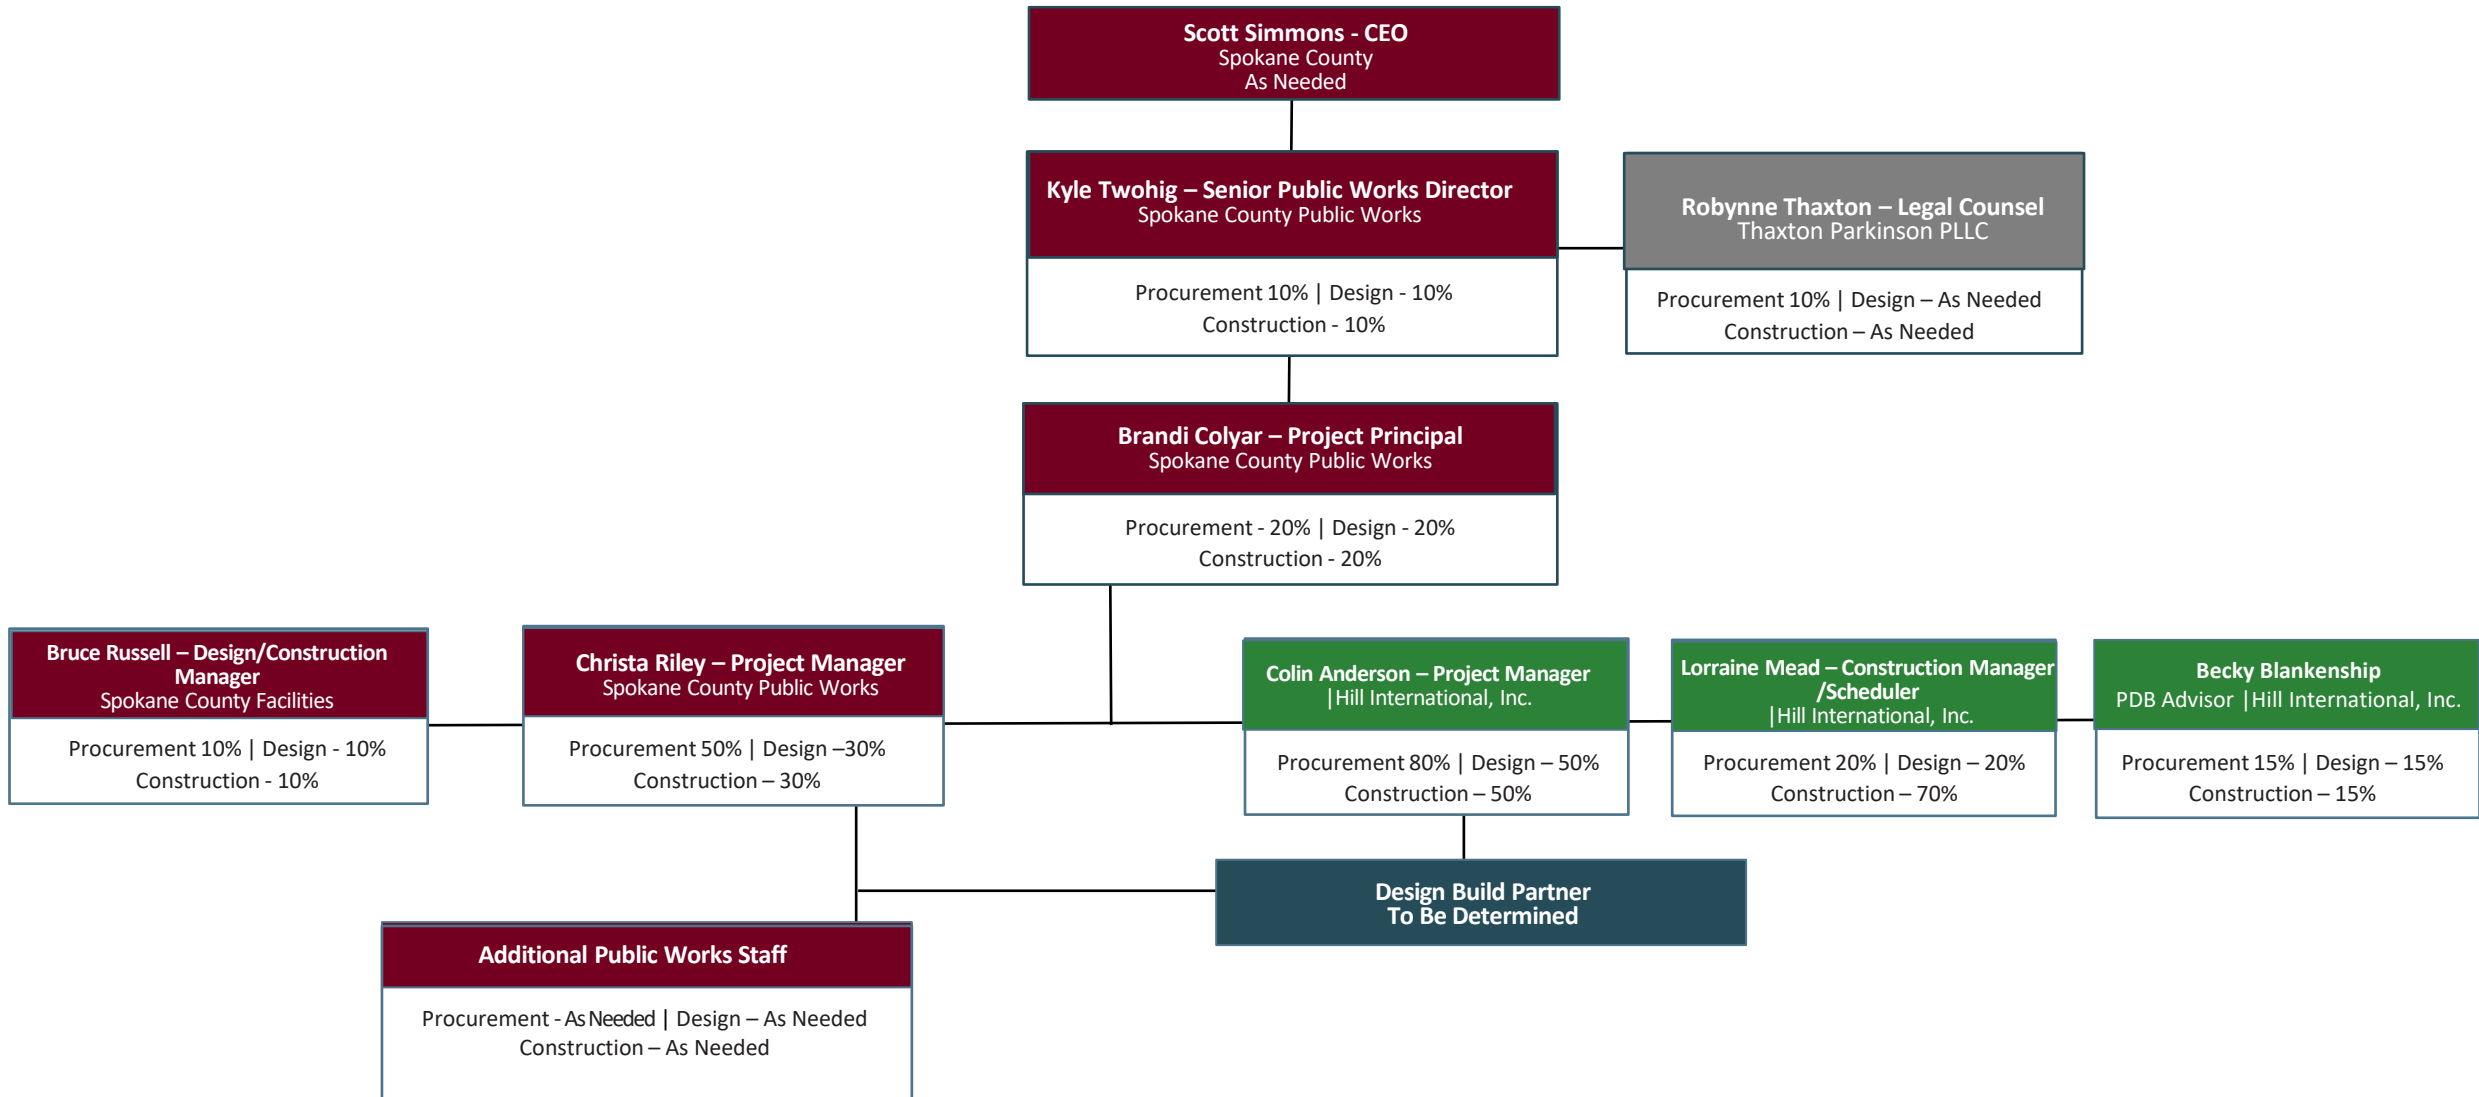 Scott Simmons - CEO
Spokane County
As Needed
Kyle Twohig – Senior Public Works Director
Spokane County Public Works
Procurement 10% | Design - 10%
Construction - 10%
Robynne Thaxton – Legal Counsel
Thaxton Parkinson PLLC
Procurement 10% | Design – As Needed
Construction – As Needed
Brandi Colyar – Project Principal
Spokane County Public Works
Procurement - 20% | Design - 20%
Construction - 20%
Bruce Russell – Design/Construction
Manager
Spokane County Facilities
Procurement 10% | Design - 10%
Construction - 10%
Christa Riley – Project Manager
Spokane County Public Works
Procurement 50% | Design –30%
Construction – 30%
Colin Anderson – Project Manager
|Hill International, Inc.
Procurement 80% | Design – 50%
Construction – 50%
Lorraine Mead – Construction Manager
/Scheduler
|Hill International, Inc.
Procurement 20% | Design – 20%
Construction – 70%
Becky Blankenship
PDB Advisor |Hill International, Inc.
Procurement 15% | Design – 15%
Construction – 15%
Design Build Partner
To Be Determined
Additional Public Works Staff
Procurement - As Needed | Design – As Needed
Construction – As Needed